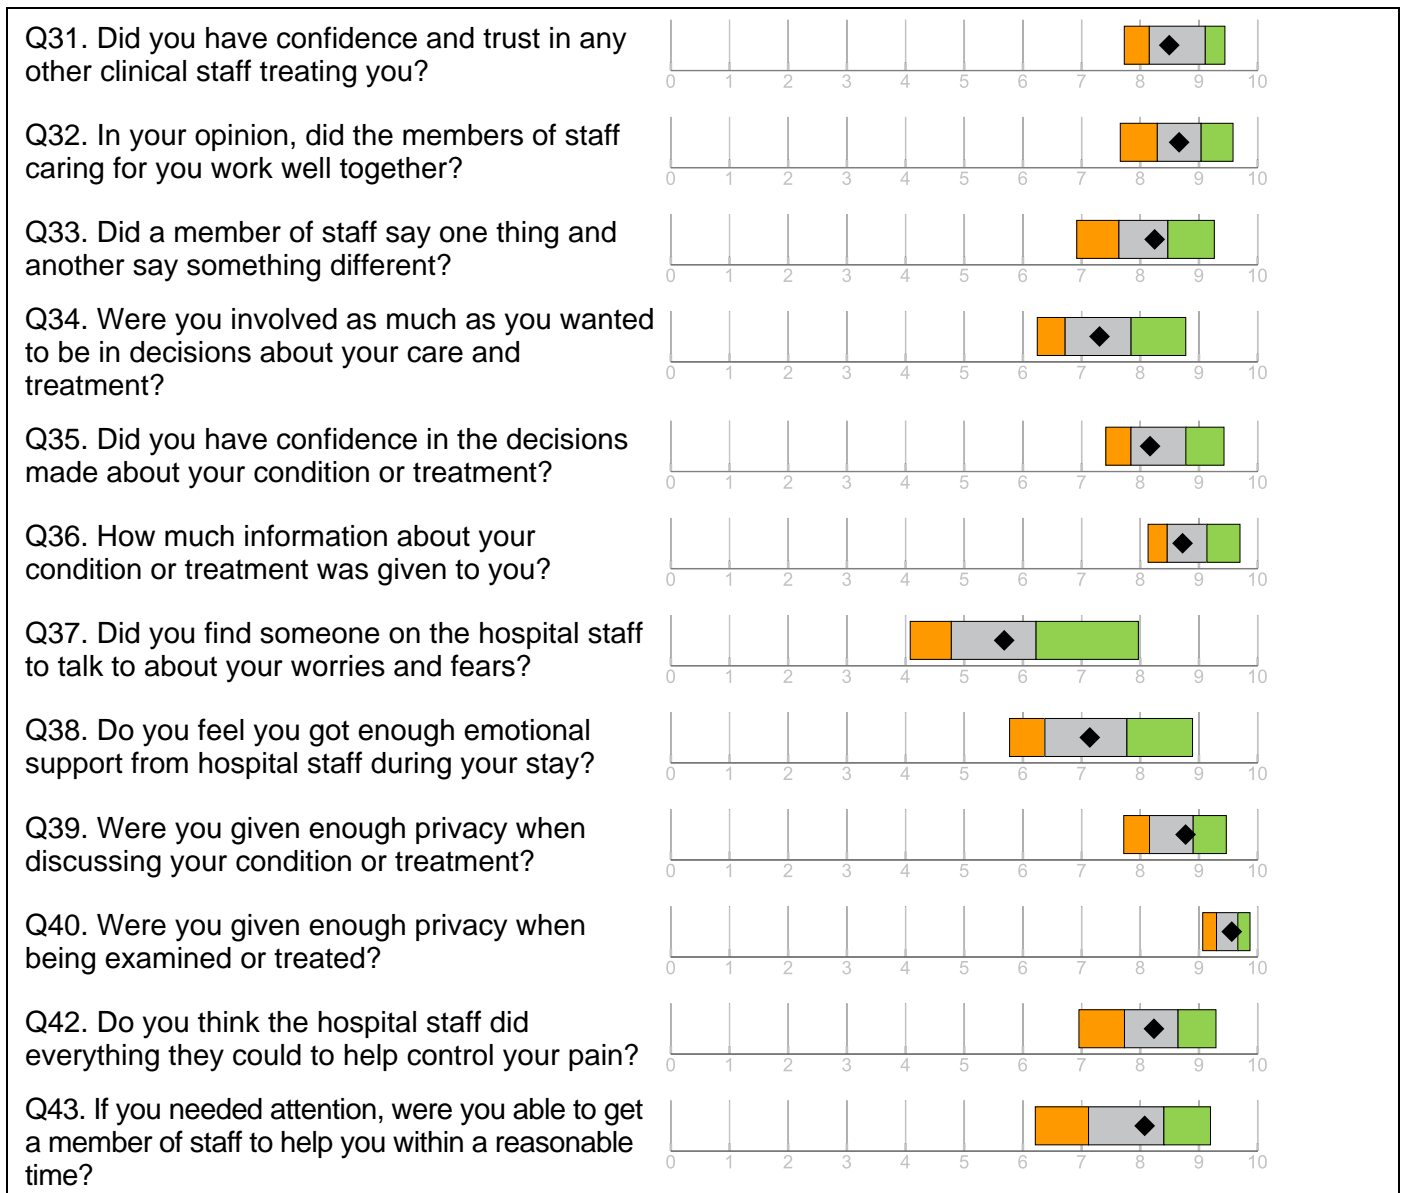 Q31. Did you have confidence and trust in any
other clinical staff treating you?
0 1 2 3 4 5 6 7 8 9 10
Q32. In your opinion, did the members of staff
caring for you work well together?
0 1 2 3 4 5 6 7 8 9 10
Q33. Did a member of staff say one thing and
another say something different?
0 1 2 3 4 5 6 7 8 9 10
Q34. Were you involved as much as you wanted
to be in decisions about your care and
treatment?
0 1 2 3 4 5 6 7 8 9 10
Q35. Did you have confidence in the decisions
made about your condition or treatment?
0 1 2 3 4 5 6 7 8 9 10
Q36. How much information about your
condition or treatment was given to you?
0 1 2 3 4 5 6 7 8 9 10
Q37. Did you find someone on the hospital staff
to talk to about your worries and fears?
0 1 2 3 4 5 6 7 8 9 10
Q38. Do you feel you got enough emotional
support from hospital staff during your stay?
0 1 2 3 4 5 6 7 8 9 10
Q39. Were you given enough privacy when
discussing your condition or treatment?
0 1 2 3 4 5 6 7 8 9 10
Q40. Were you given enough privacy when
being examined or treated?
0 1 2 3 4 5 6 7 8 9 10
Q42. Do you think the hospital staff did
everything they could to help control your pain?
0 1 2 3 4 5 6 7 8 9 10
Q43. If you needed attention, were you able to get
a member of staff to help you within a reasonable
time?
0 1 2 3 4 5 6 7 8 9 10